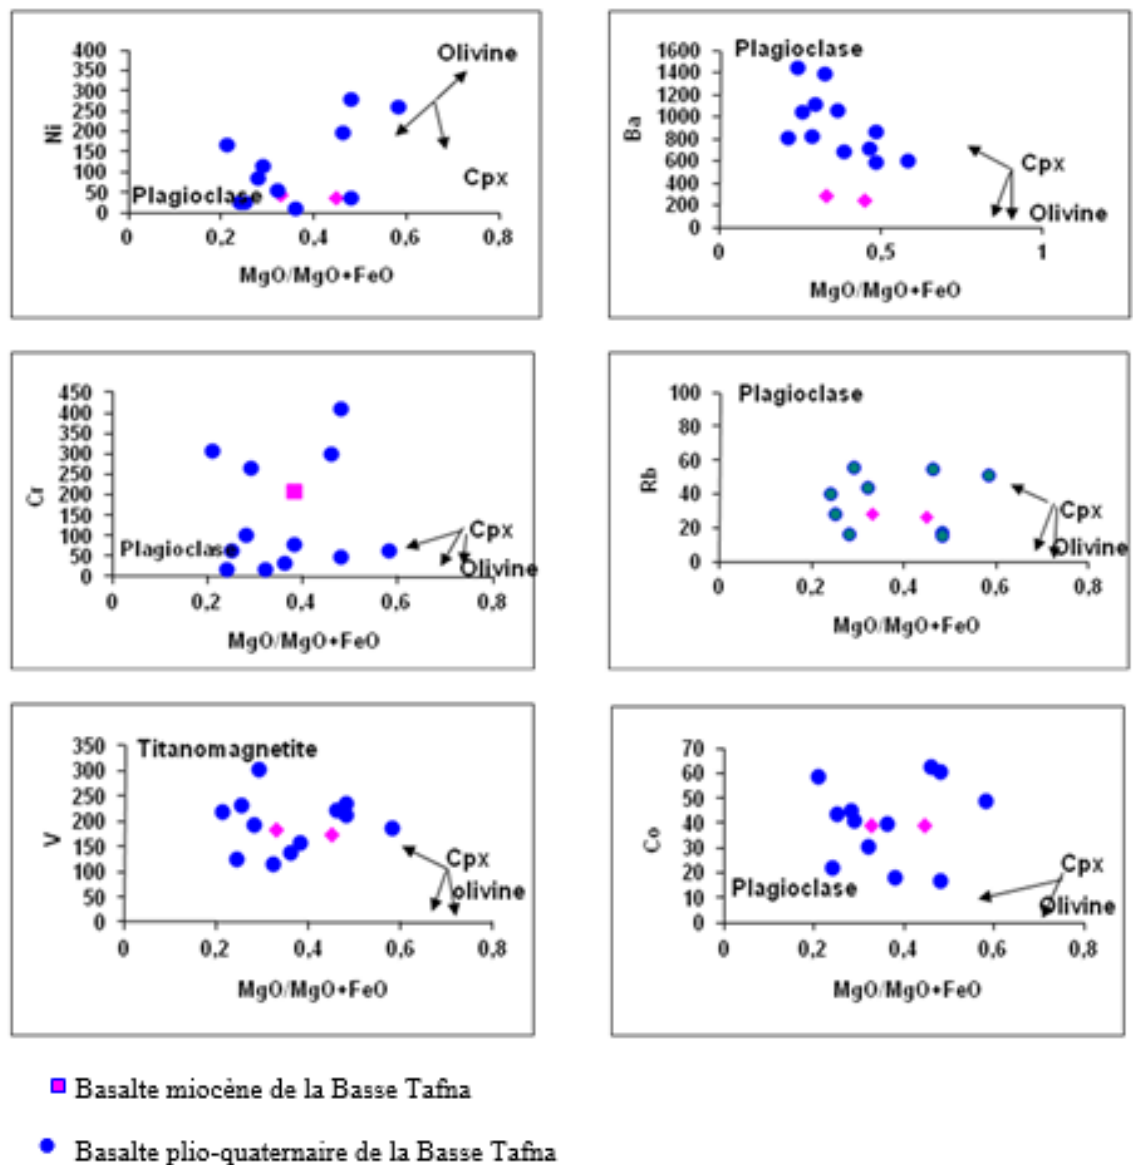 Ni
400
350
300
250
200
150
100
50
0
Olivine
Cpx
Plagioclase
0 0,2 0,4 0,6 0,8
MgO/MgO+FeO
Ba
1600
1400
1200
1000
800
600
400
200
0
Plagioclase
Cpx
Olivine
0 0,5 1
MgO/MgO+FeO
Cr
450
400
350
300
250
200
150
100
50
0
Plagioclase
Cpx
Olivine
0 0,2 0,4 0,6 0,8
MgO/MgO+FeO
Rb
100
80
60
40
20
0
Plagioclase
Cpx
Olivine
0 0,2 0,4 0,6 0,8
MgO/MgO+FeO
V
350
300
250
200
150
100
50
0
Titanomagnetite
Cpx
olivine
0 0,2 0,4 0,6 0,8
MgO/MgO+FeO
Co
70
60
50
40
30
20
10
0
Plagioclase
Cpx
Olivine
0 0,2 0,4 0,6 0,8
MgO/MgO+FeO
Basalte miocène de la Basse Tafna
Basalte plio-quaternaire de la Basse Tafna